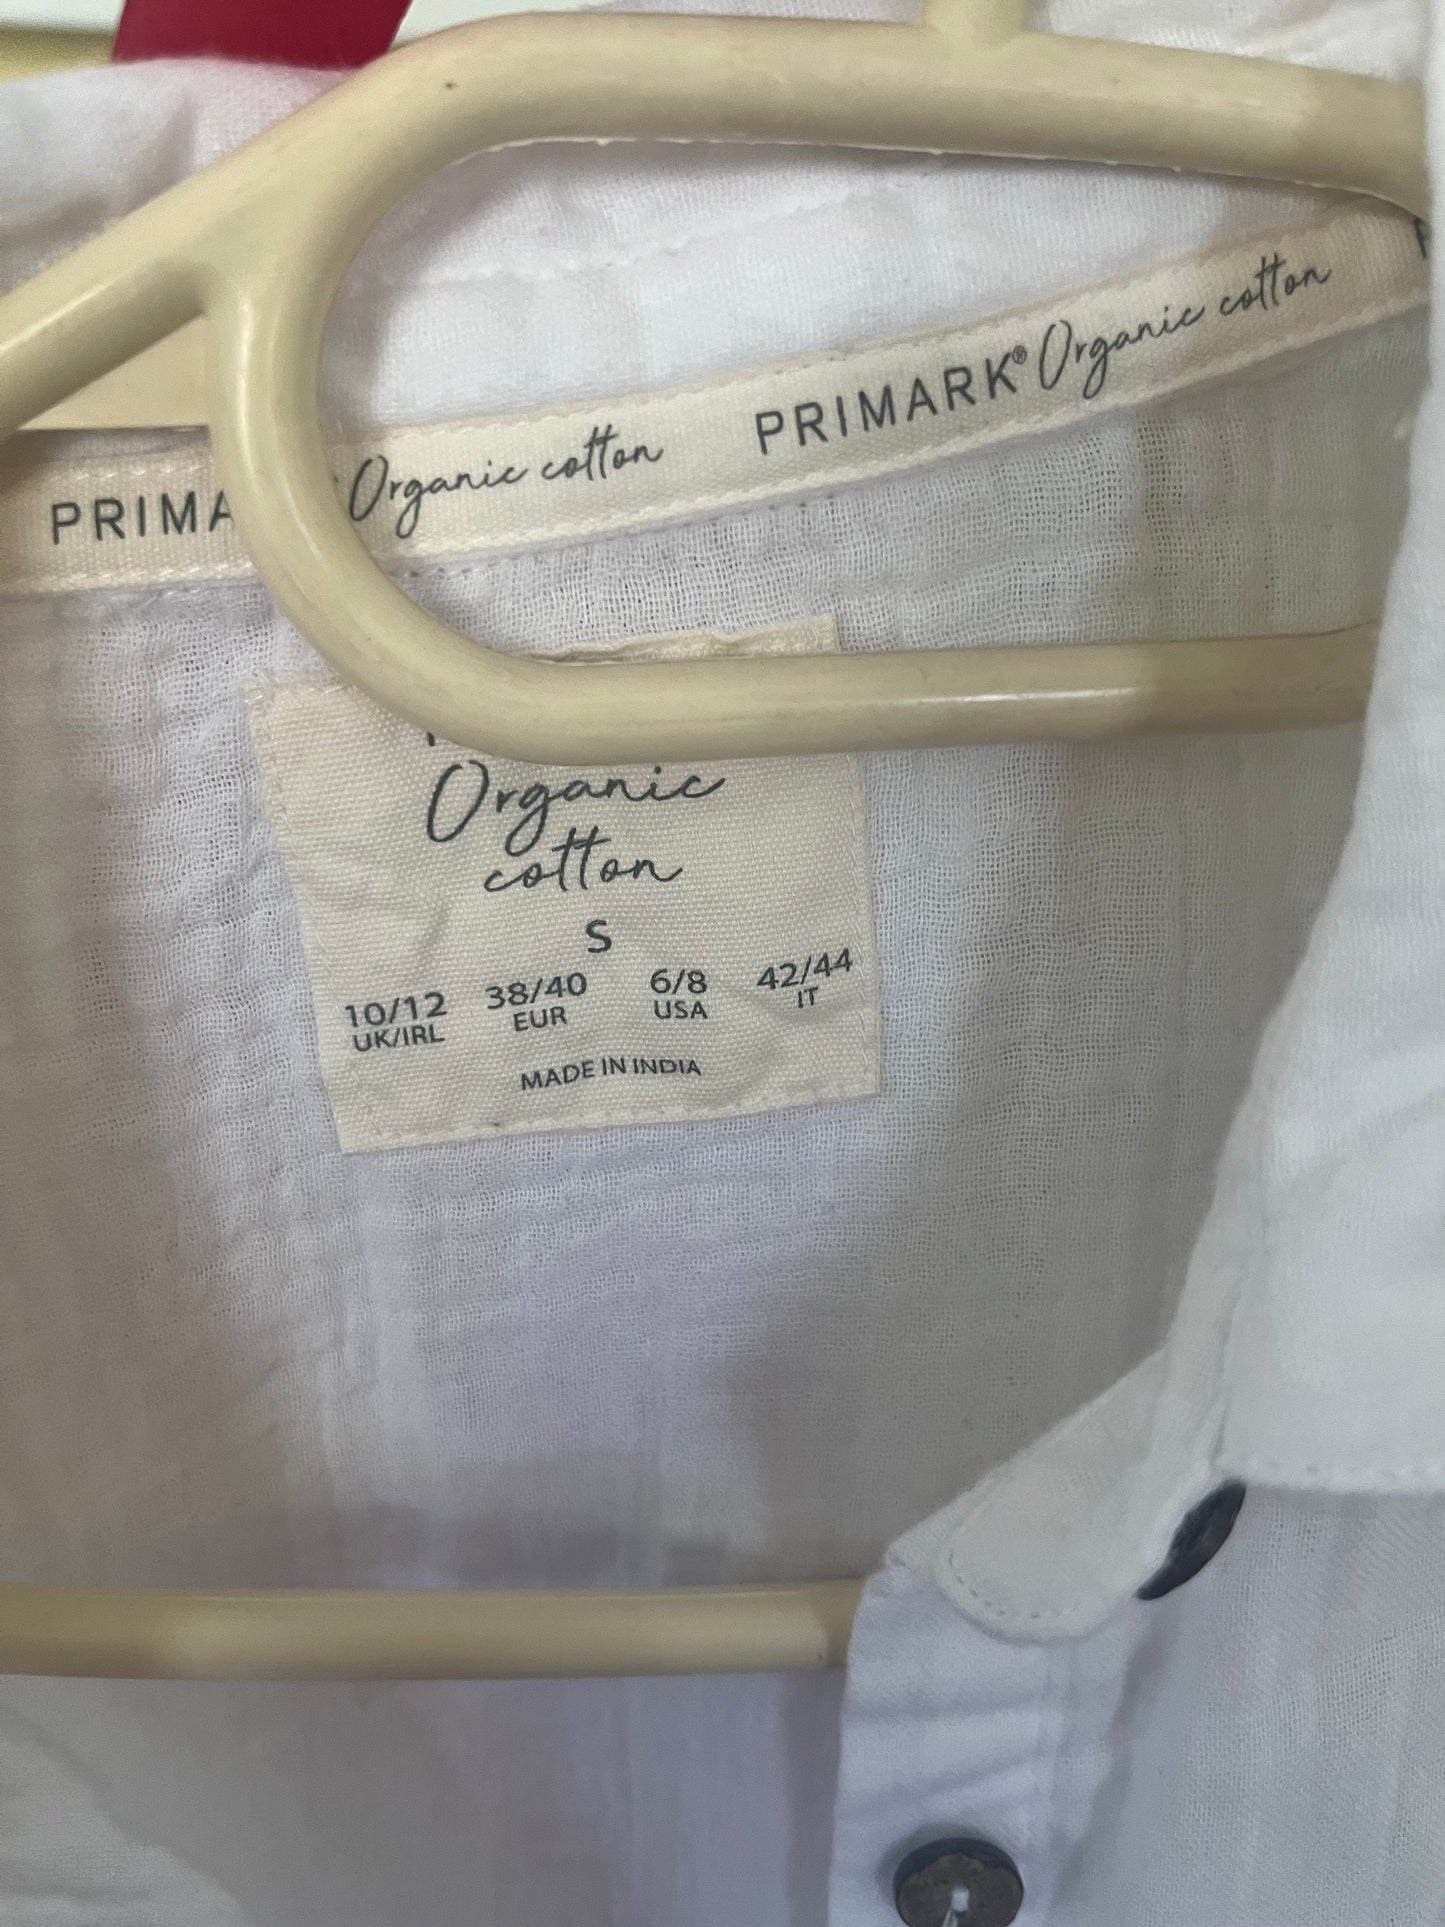 PRIMA Organic cotton PRIMARK® Organic cotton
Organic
cotton
S
10/12 38/40 6/8 42/44
UK/IRL EUR USA IT
MADE IN INDIA